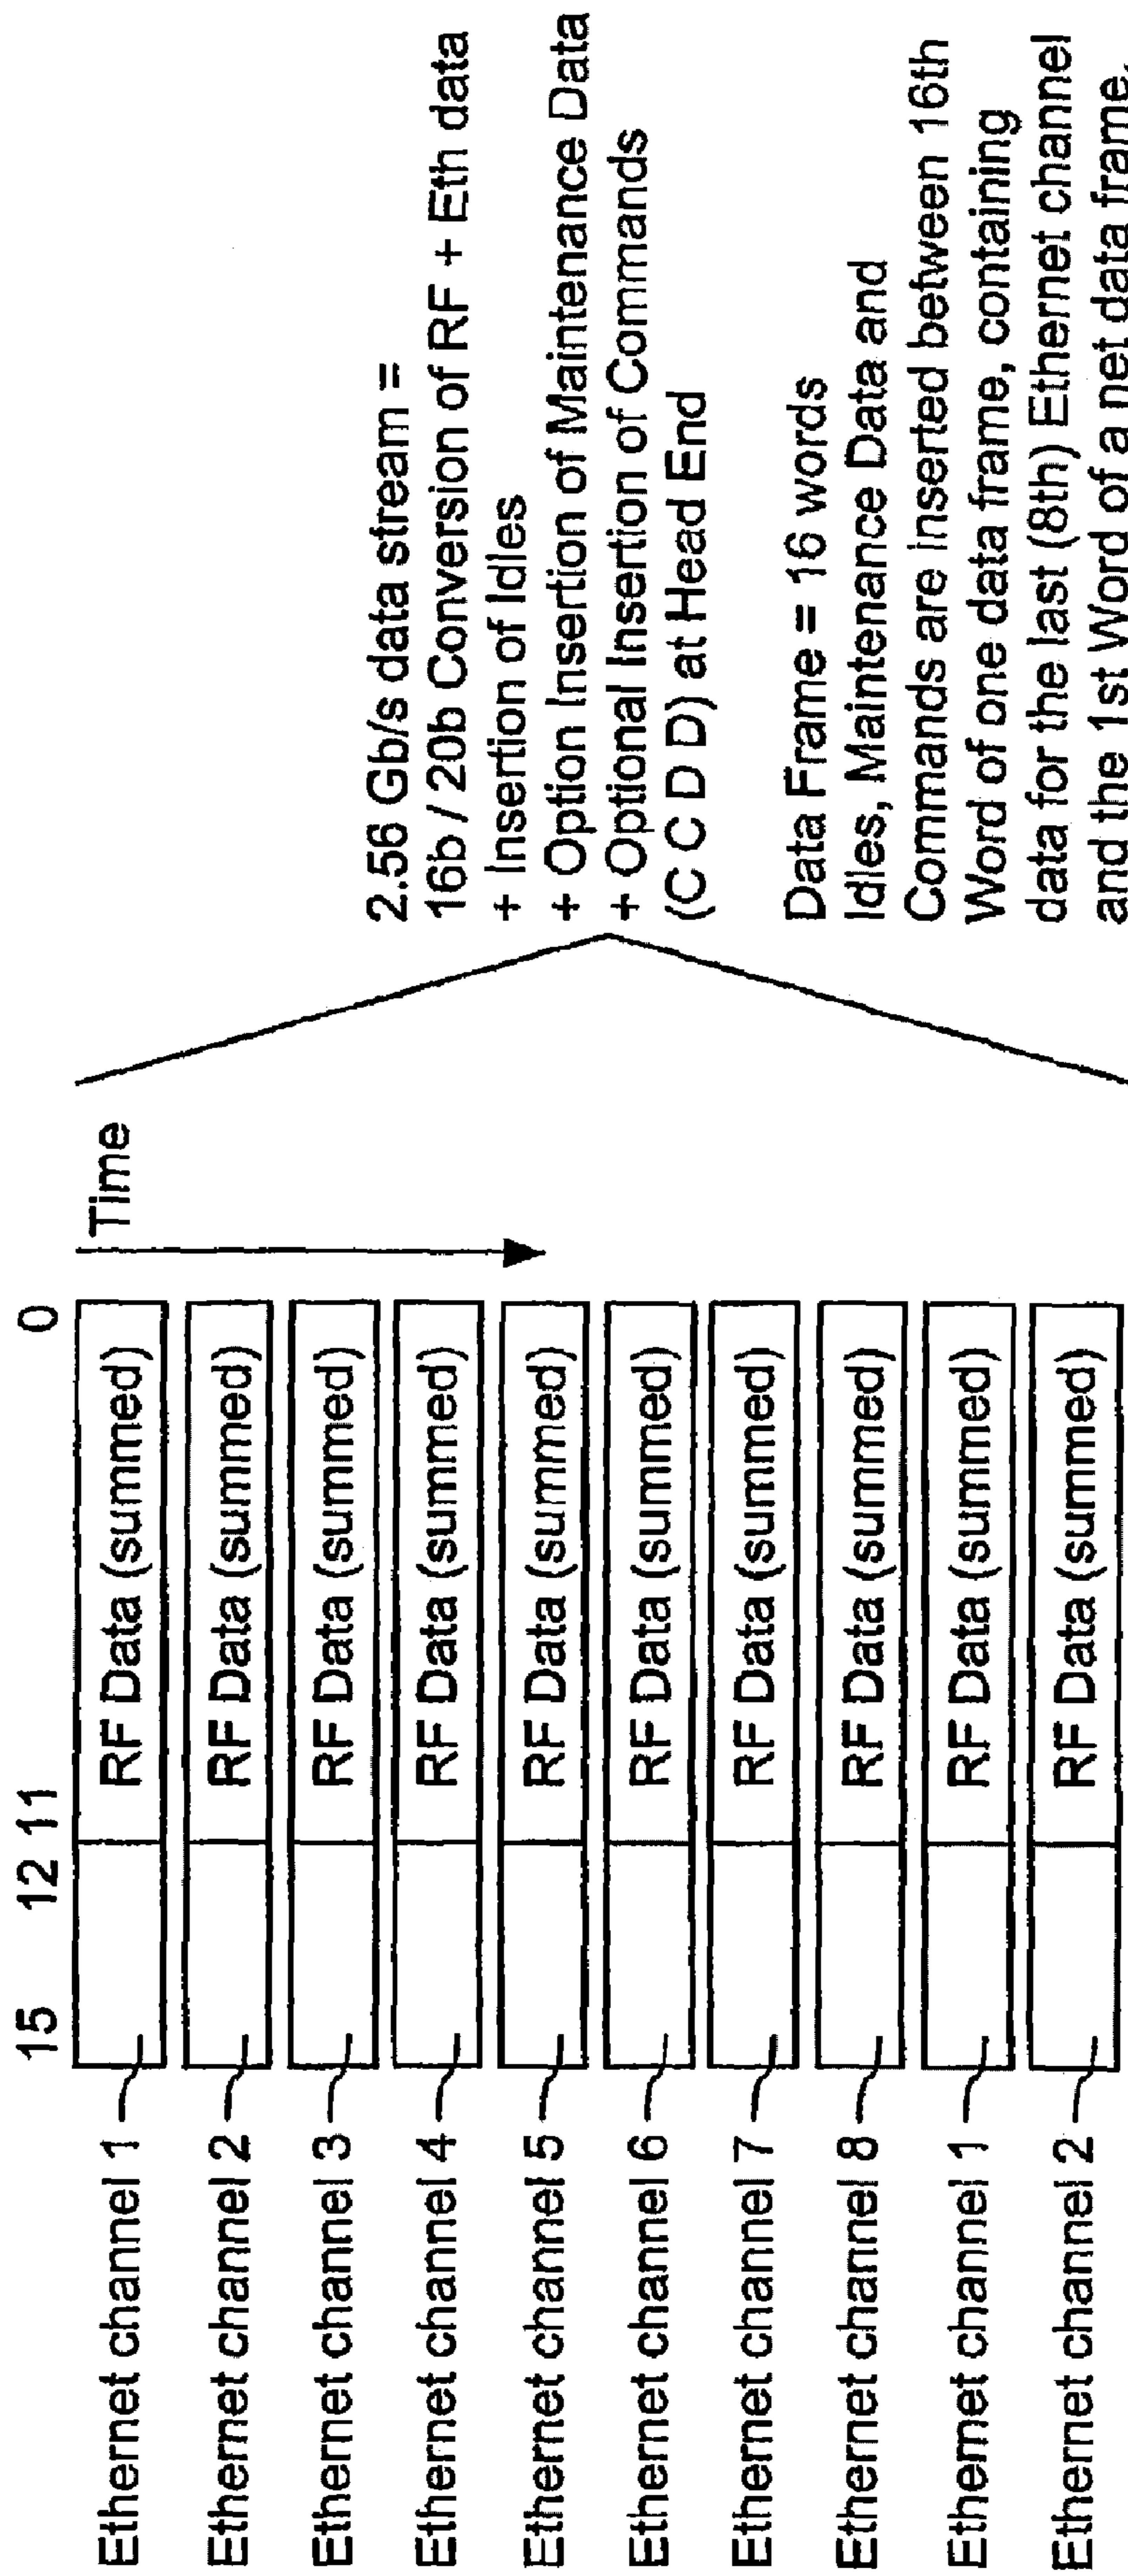 15 12 11 0
Ethernet channel 1 RF Data (summed)
Ethernet channel 2 RF Data (summed)
Ethernet channel 3 RF Data (summed)
Ethernet channel 4 RF Data (summed)
Ethernet channel 5 RF Data (summed)
Ethernet channel 6 RF Data (summed)
Ethernet channel 7 RF Data (summed)
Ethernet channel 8 RF Data (summed)
Ethernet channel 1 RF Data (summed)
Ethernet channel 2 RF Data (summed)
Time
2.56 Gb/s data stream =
16b / 20b Conversion of RF + Eth data
+ Insertion of Idles
+ Option Insertion of Maintenance Data
+ Optional Insertion of Commands
(C C D D) at Head End
Data Frame = 16 words
Idles, Maintenance Data and
Commands are inserted between 16th
Word of one data frame, containing
data for the last (8th) Ethernet channel
and the 1st Word of a net data frame,